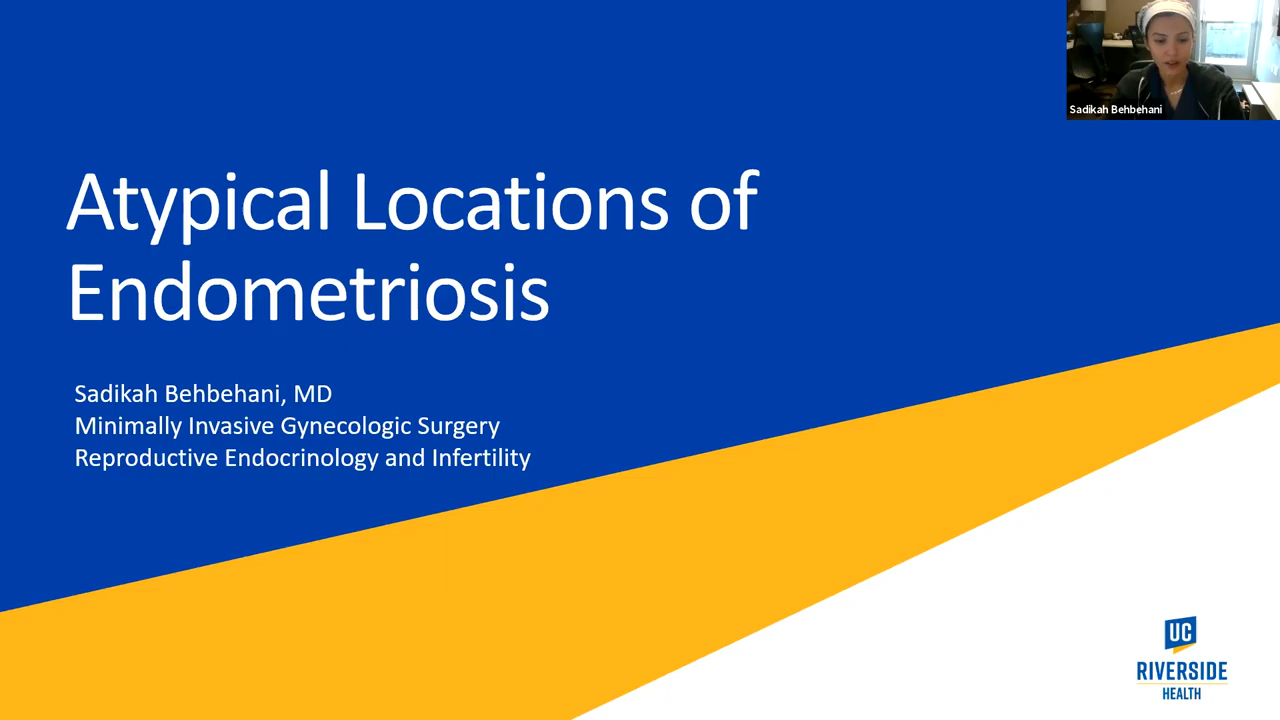 Sadikah Behbehani
Atypical Locations of
Endometriosis
Sadikah Behbehani, MD
Minimally Invasive Gynecologic Surgery
Reproductive Endocrinology and Infertility
UC
RIVERSIDE
HEALTH